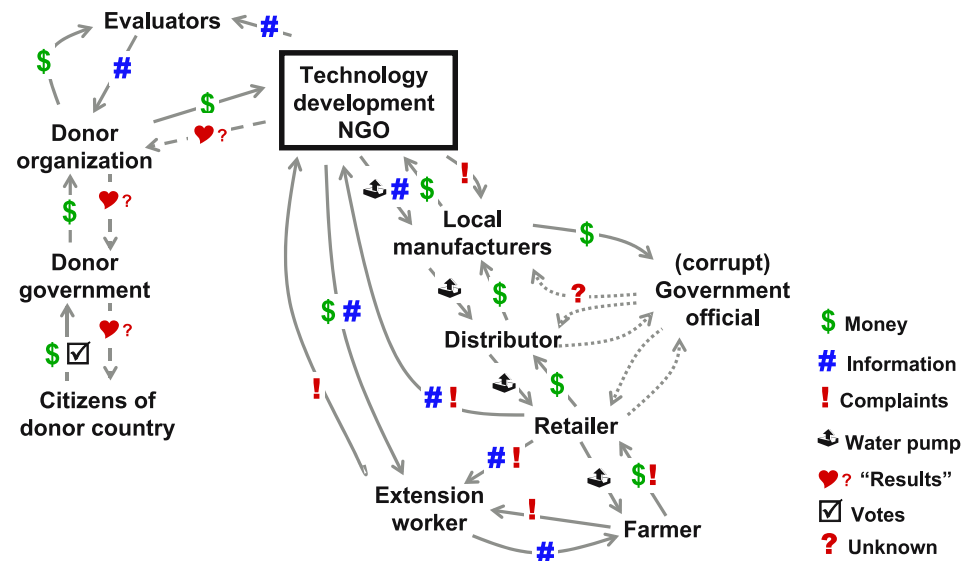 Evaluators
#
$
#
Technology
development
NGO
$
?
Donor
organization
!
# $
?
$
Local
manufacturers
$
Donor
government
(corrupt)
Government
official
?
$
$ #
?
$
Distributor
$ Money
# Information
! Complaints
Water pump
? "Results"
Votes
? Unknown
Citizens of
donor country
!
# !
$
Retailer
# !
$!
Extension
worker
!
Farmer
#